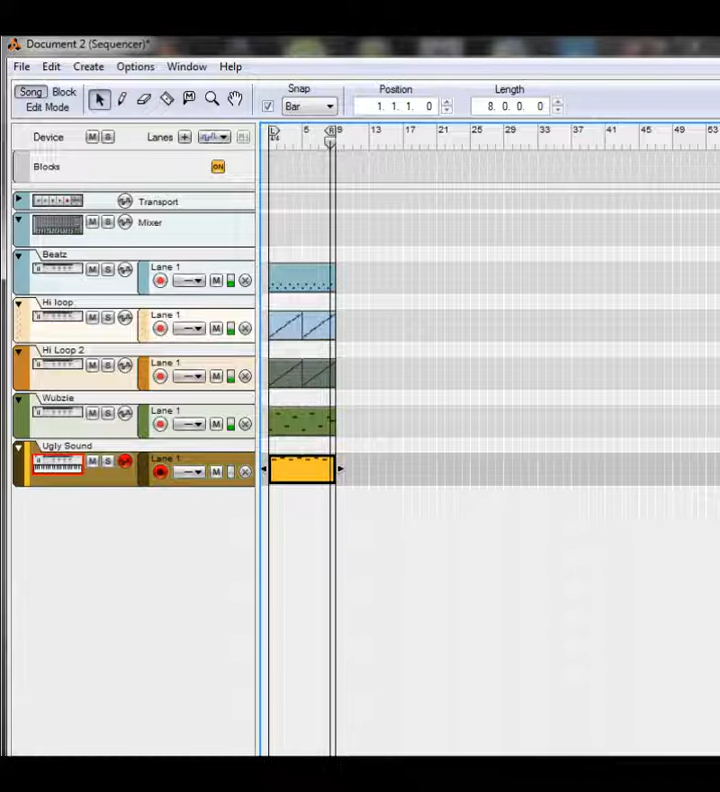 Document 2 (Sequencer)*
File Edit Create Options Window Help
Song Block
Edit Mode
Snap
Bar
Position
1. 1. 1. 0
Length
8. 0. 0. 0
Device M S Lanes +
L R
5 9 13 17 21 25 29 33 37 41 45 49 53
Blocks ON
Transport
M S Mixer
Beatz
M S Lane 1
M
Hi loop
M S Lane 1
M
Hi Loop 2
M S Lane 1
M
Wubzie
M S Lane 1
M
Ugly Sound
M S Lane 1
M